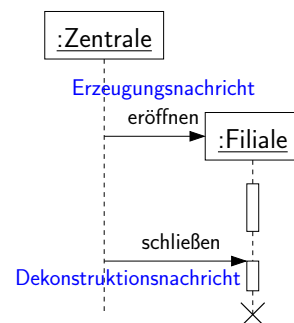 :Zentrale
Erzeugungsnachricht
eröffnen
:Filiale
schließen
Dekonstruktionsnachricht